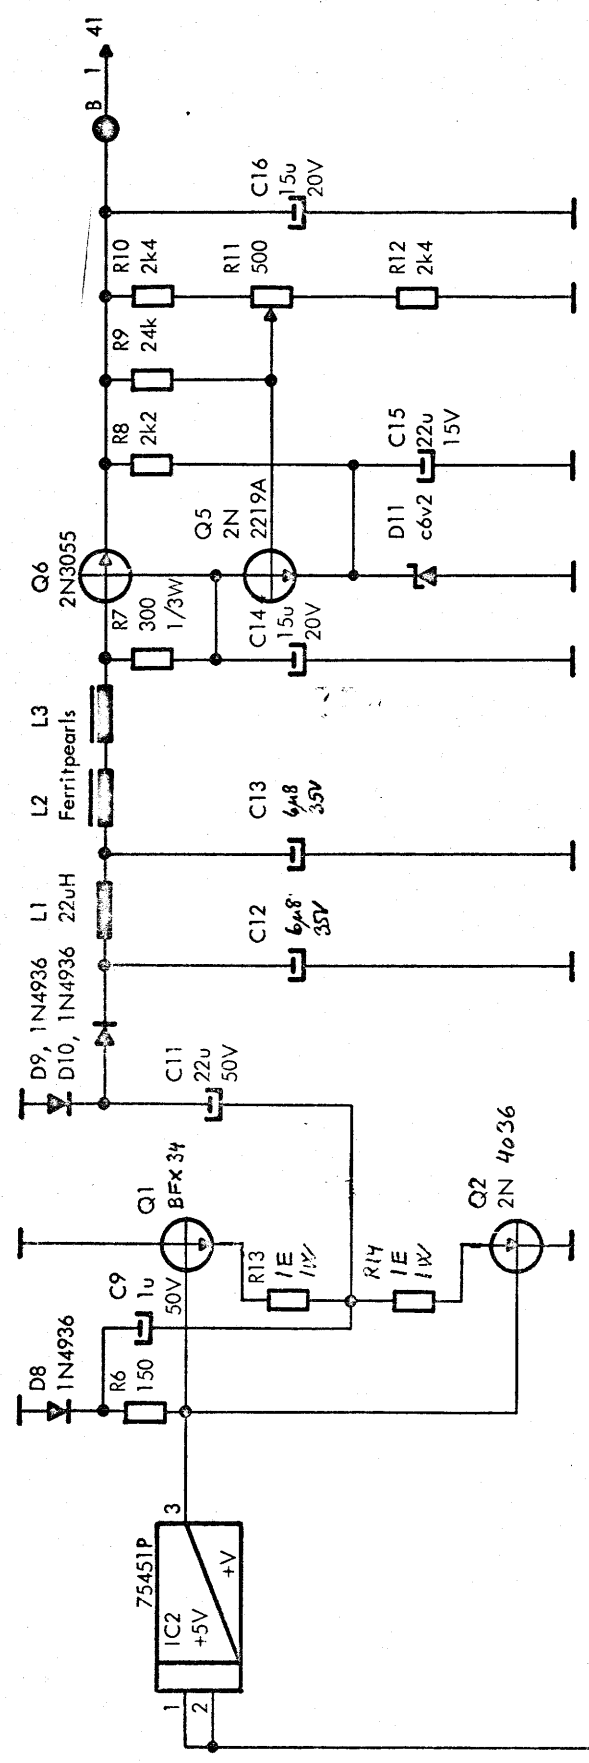 75451P
IC2
+5V
+V
1
2
3
D8
1N4936
R6
150
C9
1u
50V
Q1
BFX 34
R13
1E
1W
R14
1E
1W
Q2
2N 4036
D9, 1N4936
D10, 1N4936
C11
22u
50V
L1
22uH
C12
6µ8
35V
C13
6µ8
35V
L2
L3
Ferritpearls
Q6
2N3055
R7
300
1/3W
C14
15u
20V
Q5
2N
2219A
R8
2k2
D11
c6v2
C15
22u
15V
R9
24k
R10
2k4
R11
500
R12
2k4
C16
15u
20V
B
1
41